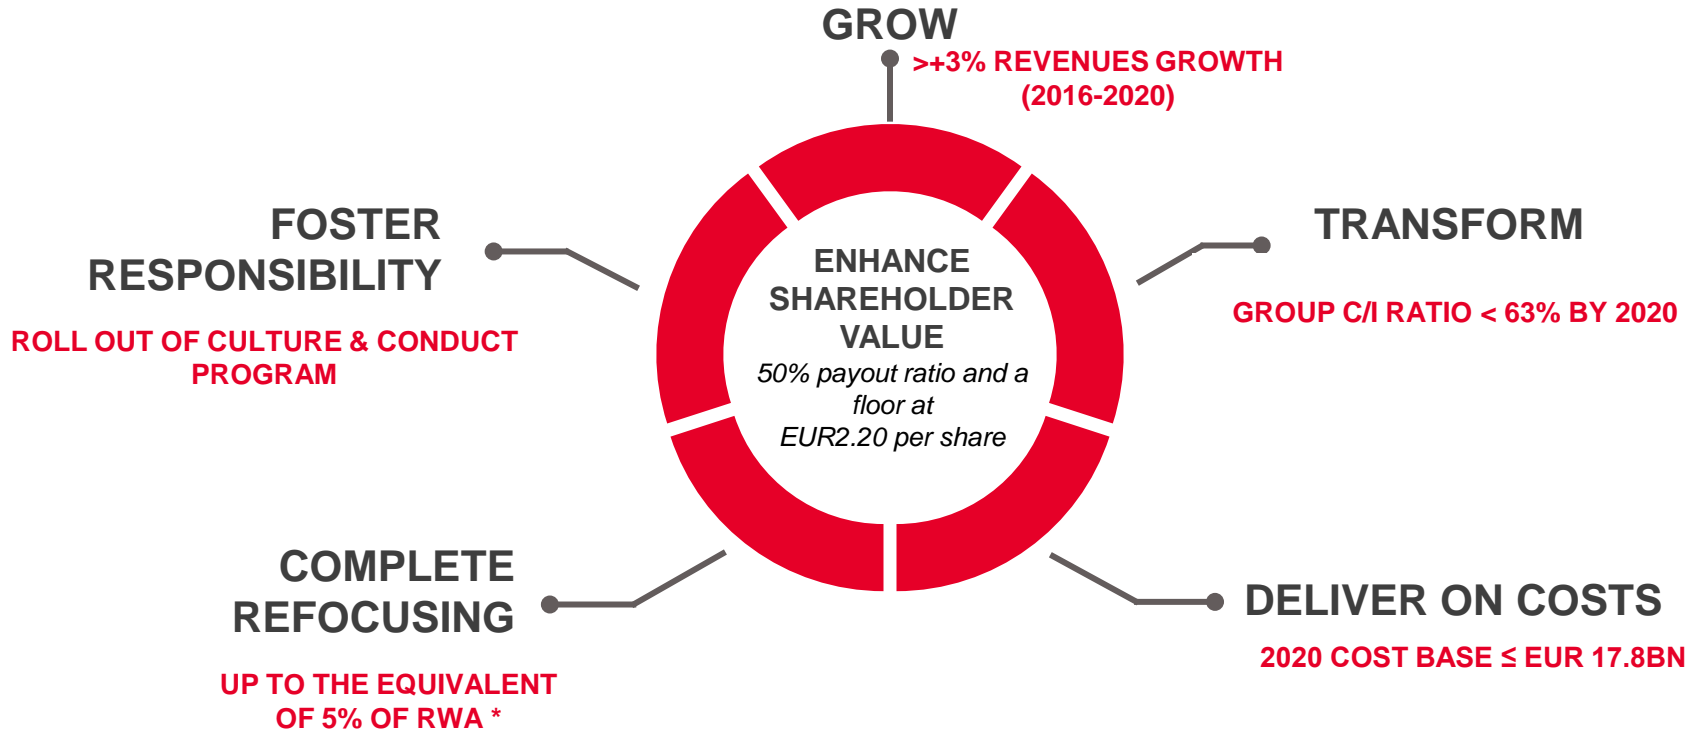 GROW
>+3% REVENUES GROWTH
(2016-2020)
FOSTER
RESPONSIBILITY
ROLL OUT OF CULTURE & CONDUCT
PROGRAM
ENHANCE
SHAREHOLDER
VALUE
50% payout ratio and a
floor at
EUR2.20 per share
TRANSFORM
GROUP C/I RATIO < 63% BY 2020
COMPLETE
REFOCUSING
UP TO THE EQUIVALENT
OF 5% OF RWA *
DELIVER ON COSTS
2020 COST BASE ≤ EUR 17.8BN